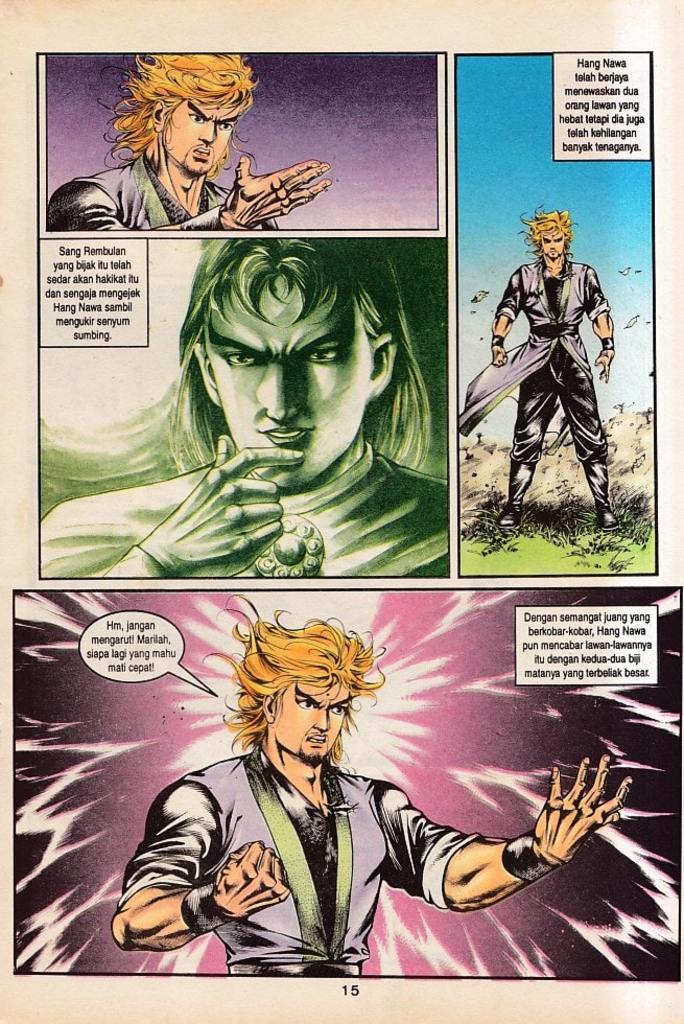 Hang Nawa
telah berjaya
menewaskan dua
orang lawan yang
hebat tetapi dia juga
telah kehilangan
banyak tenaganya.
Sang Rembulan
yang bijak itu telah
sedar akan hakikat itu
dan sengaja mengejek
Hang Nawa sambil
mengukir senyum
sumbing.
Hm, jangan
mengarut! Marilah,
siapa lagi yang mahu
mati cepat!
Dengan semangat juang yang
berkobar-kobar, Hang Nawa
pun mencabar lawan-lawannya
itu dengan kedua-dua biji
matanya yang terbeliak besar.
15